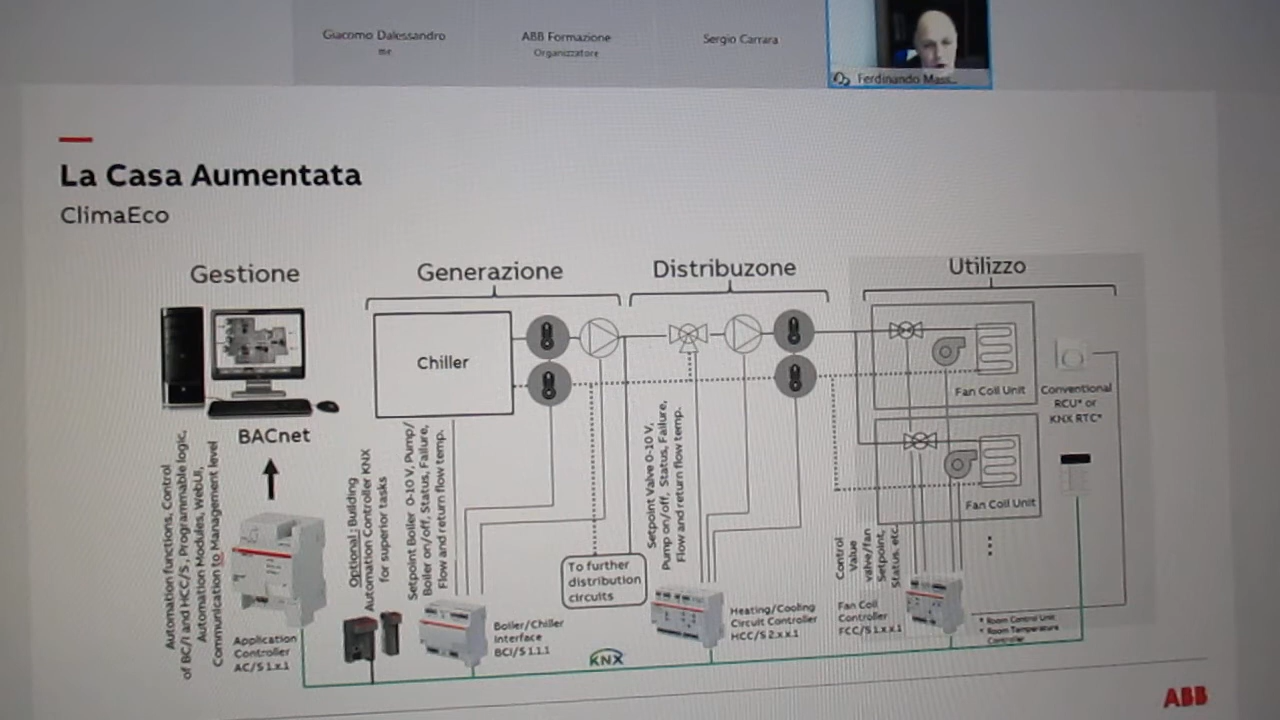 Giacomo Dalessandro
me
ABB Formazione
Organizzatore
Sergio Carrara
Ferdinando Mass...
La Casa Aumentata
ClimaEco
Gestione
Generazione
Distribuzone
Utilizzo
Chiller
BACnet
Fan Coil Unit
Conventional
RCU* or
KNX RTC*
Fan Coil Unit
Automation functions, Control
of BC/I and HCC/S, Programmable logic,
Automation Modules, WebUI,
Communication to Management level
Optional: Building
Automation Controller KNX
for superior tasks
Setpoint Boiler 0-10 V, Pump/
Boiler on/off, Status, Failure,
Flow and return flow temp.
Setpoint Valve 0-10 V,
Pump on/off, Status, Failure,
Flow and return flow temp.
Control
Value
valve/fan
Setpoint,
Status. etc.
To further
distribution
circuits
Application
Controller
AC/S 1.x.1
Boiler/Chiller
Interface
BCI/S 1.1.1
KNX
Heating/Cooling
Circuit Controller
HCC/S 2.x.x.1
Fan Coil
Controller
FCC/S 1.x.x.1
* Room Control Unit
* Room Temperature
Controller
ABB